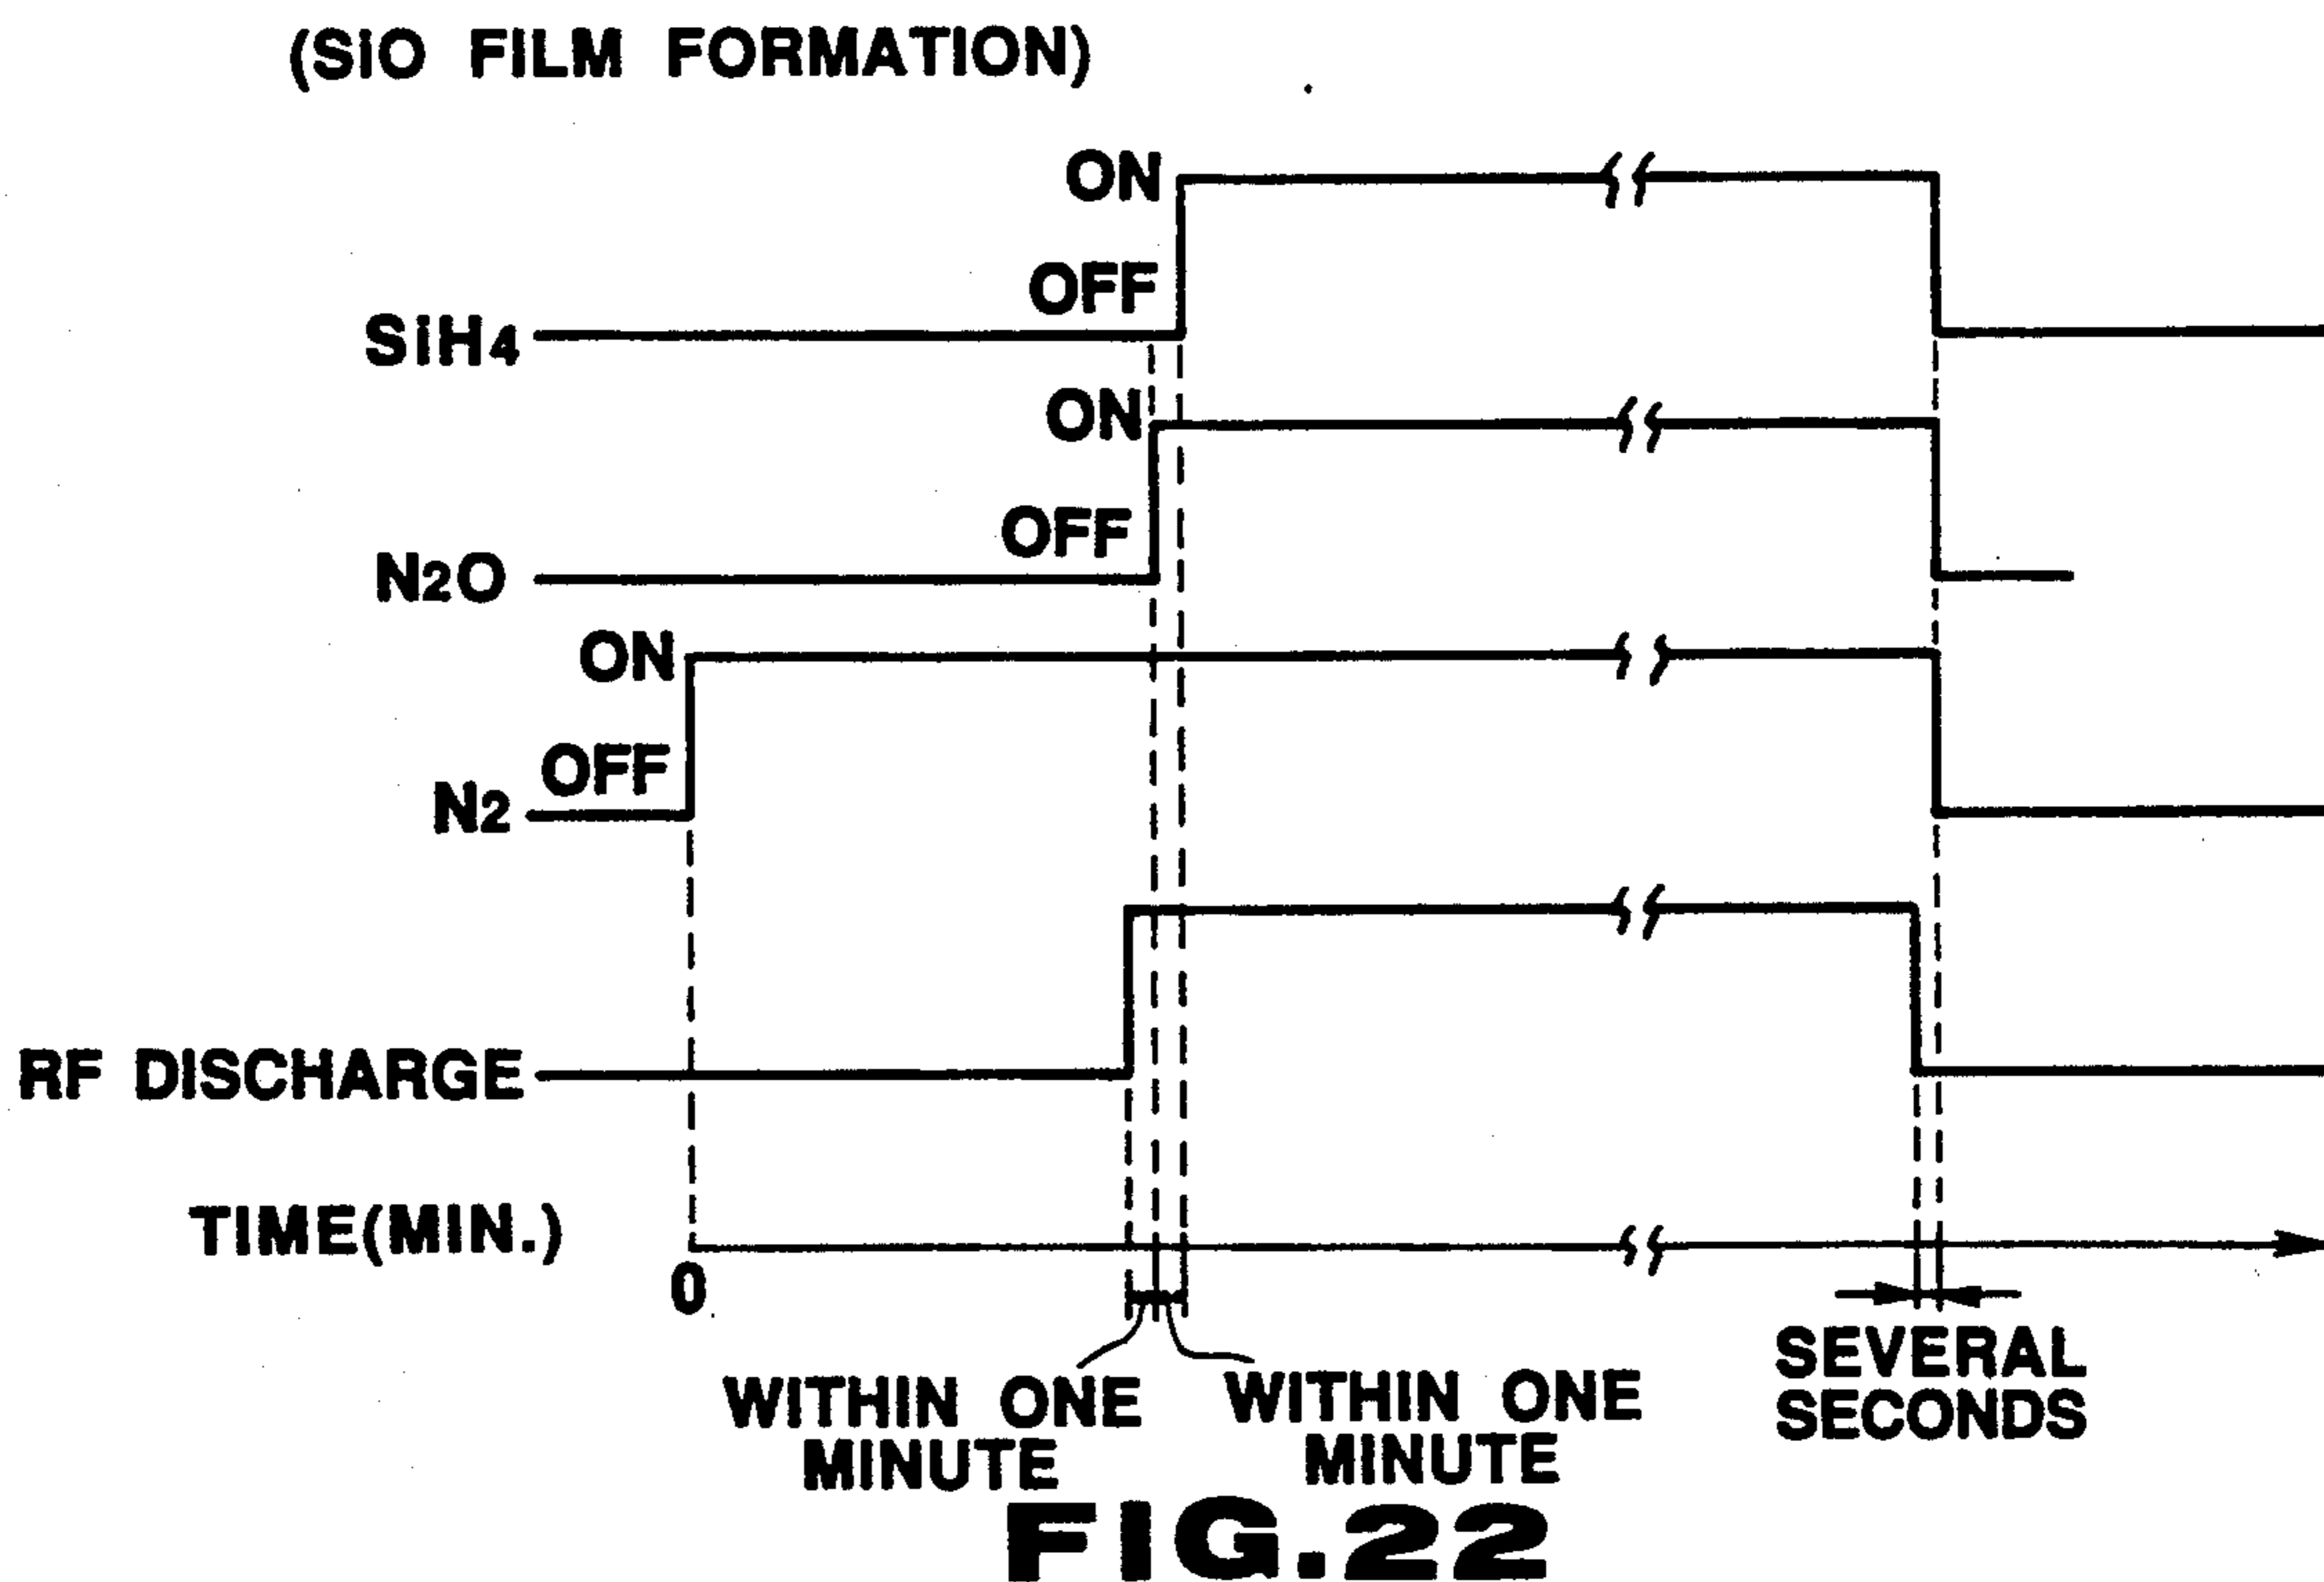 (SiO FILM FORMATION)
ON
OFF
SiH4
ON
OFF
N2O
ON
OFF
N2
RF DISCHARGE
TIME(MIN.)
0
WITHIN ONE
MINUTE
WITHIN ONE
MINUTE
SEVERAL
SECONDS
FIG.22